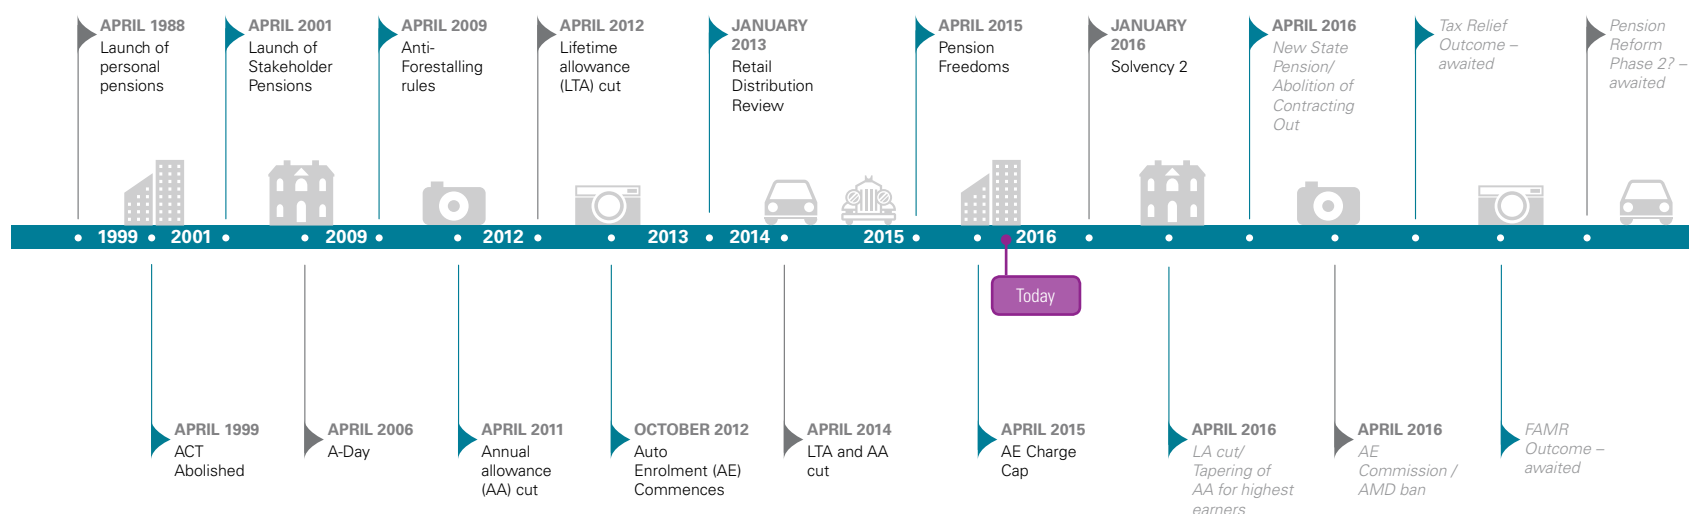 APRIL 1988
Launch of
personal
pensions
APRIL 2001
Launch of
Stakeholder
Pensions
APRIL 2009
Anti-
Forestalling
rules
APRIL 2012
Lifetime
allowance
(LTA) cut
JANUARY
2013
Retail
Distribution
Review
APRIL 2015
Pension
Freedoms
JANUARY
2016
Solvency 2
APRIL 2016
New State
Pension/
Abolition of
Contracting
Out
Tax Relief
Outcome –
awaited
Pension
Reform
Phase 2? –
awaited
1999 2001 2009 2012 2013 2014 2015 2016
Today
APRIL 1999
ACT
Abolished
APRIL 2006
A-Day
APRIL 2011
Annual
allowance
(AA) cut
OCTOBER 2012
Auto
Enrolment (AE)
Commences
APRIL 2014
LTA and AA
cut
APRIL 2015
AE Charge
Cap
APRIL 2016
LA cut/
Tapering of
AA for highest
earners
APRIL 2016
AE
Commission /
AMD ban
FAMR
Outcome –
awaited